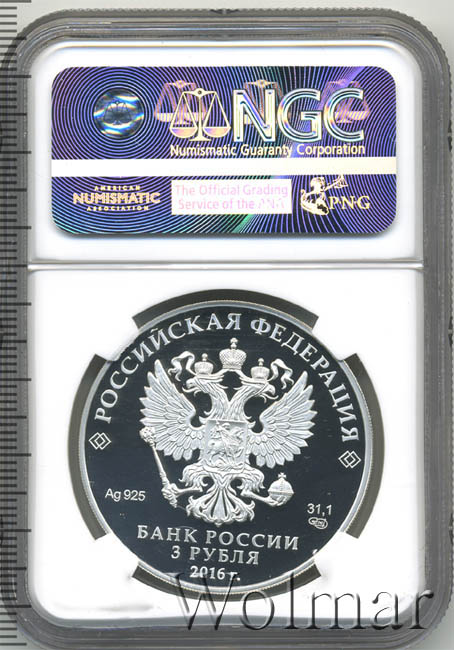 NGC
Numismatic Guaranty Corporation
AMERICAN
NUMISMATIC
ASSOCIATION
The Official Grading
Service of the PNG
PNG
РОССИЙСКАЯ ФЕДЕРАЦИЯ
Ag 925
31,1
БАНК РОССИИ
3 РУБЛЯ
2016 г.
Wolmar